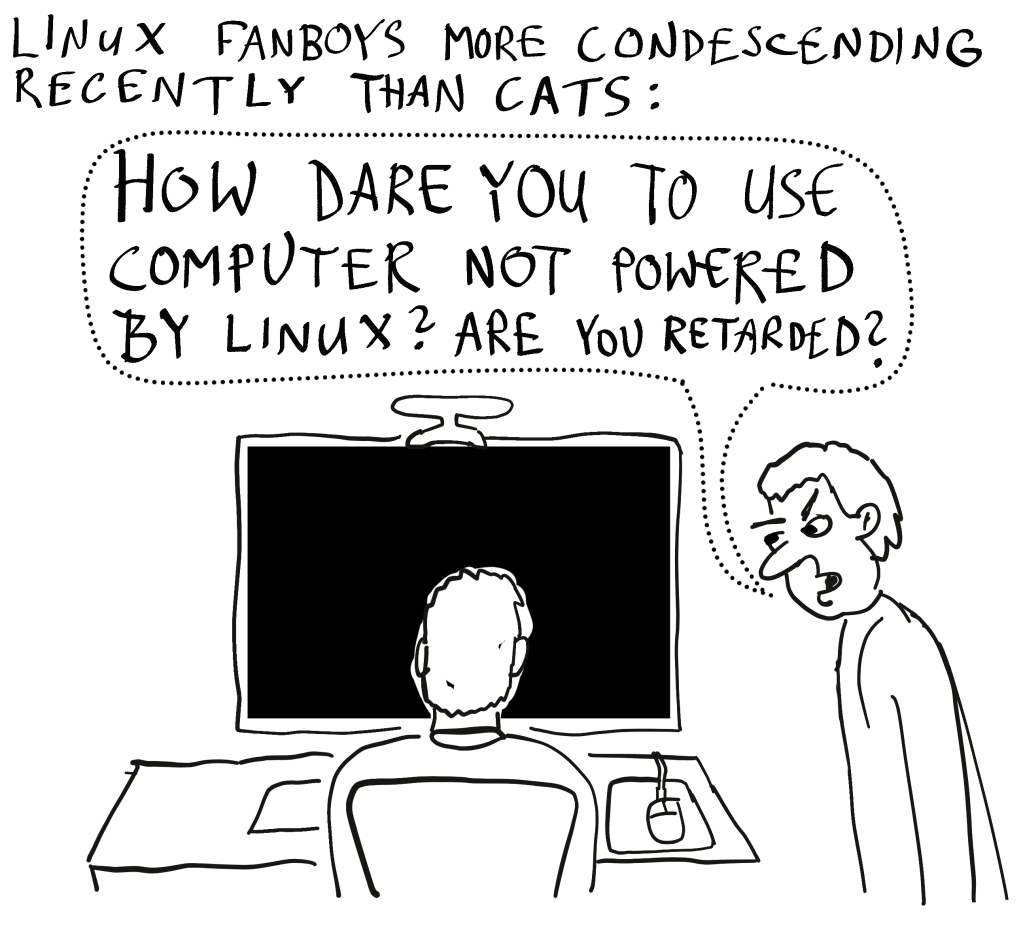 LINUX FANBOYS MORE CONDESCENDING
RECENTLY THAN CATS:
HOW DARE YOU TO USE
COMPUTER NOT POWERED
BY LINUX? ARE YOU RETARDED?